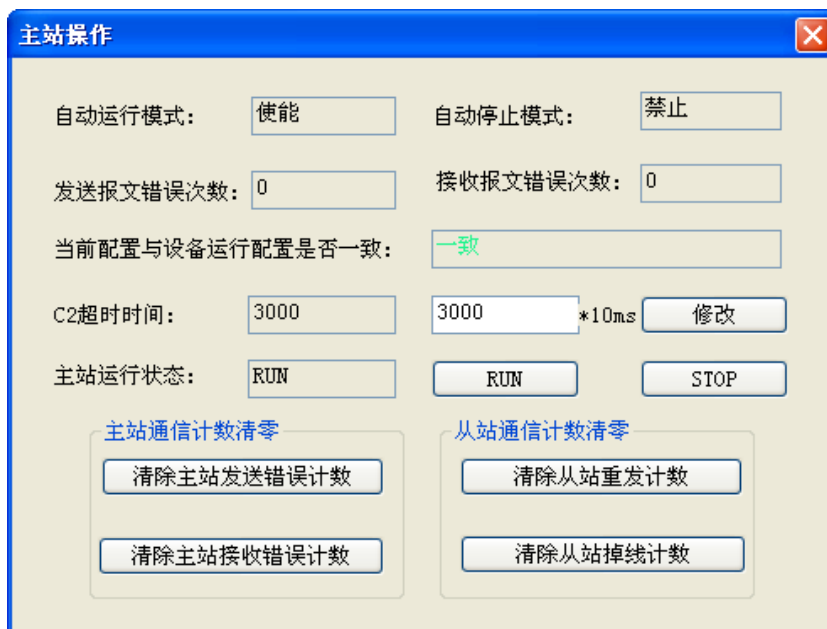 主站操作
自动运行模式: 使能 自动停止模式: 禁止
发送报文错误次数: 0 接收报文错误次数: 0
当前配置与设备运行配置是否一致: 一致
C2超时时间: 3000 3000 *10ms 修改
主站运行状态: RUN RUN STOP
主站通信计数清零 从站通信计数清零
清除主站发送错误计数 清除从站重发计数
清除主站接收错误计数 清除从站掉线计数